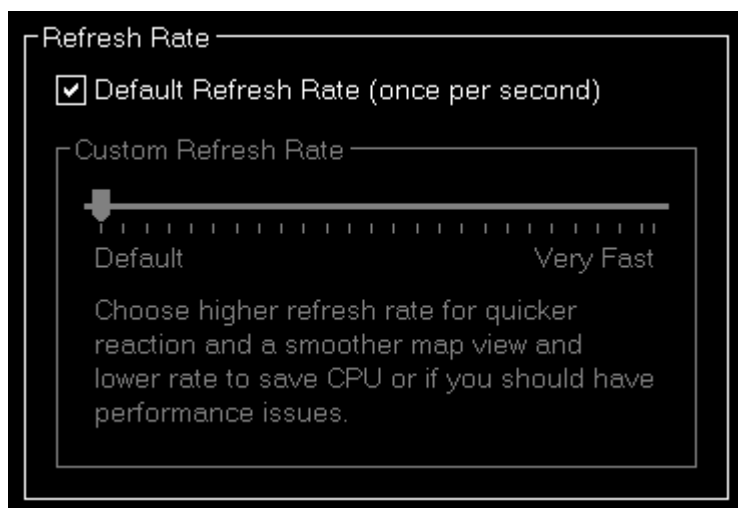 Refresh Rate
Default Refresh Rate (once per second)
Custom Refresh Rate
Default Very Fast
Choose higher refresh rate for quicker
reaction and a smoother map view and
lower rate to save CPU or if you should have
performance issues.